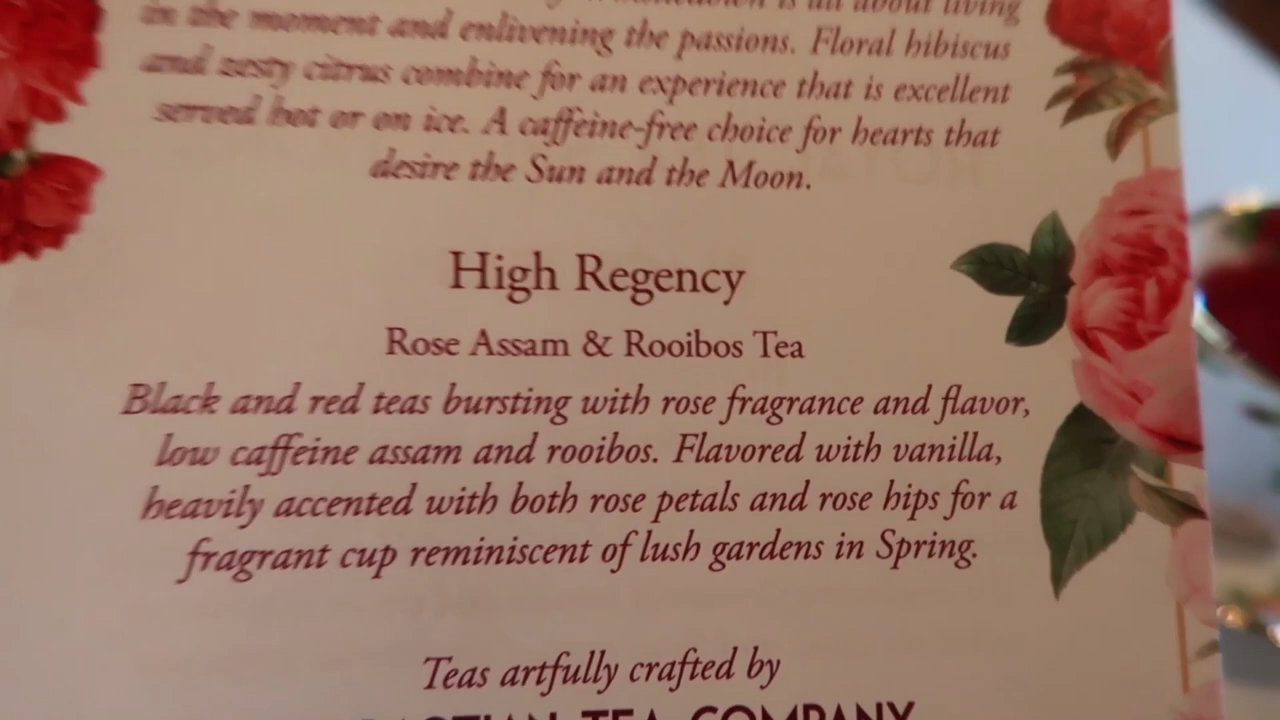 is all about living
in the moment and enlivening the passions. Floral hibiscus
and zesty citrus combine for an experience that is excellent
served hot or on ice. A caffeine-free choice for hearts that
desire the Sun and the Moon.
High Regency
Rose Assam & Rooibos Tea
Black and red teas bursting with rose fragrance and flavor,
low caffeine assam and rooibos. Flavored with vanilla,
heavily accented with both rose petals and rose hips for a
fragrant cup reminiscent of lush gardens in Spring.
Teas artfully crafted by
TEA COMPANY